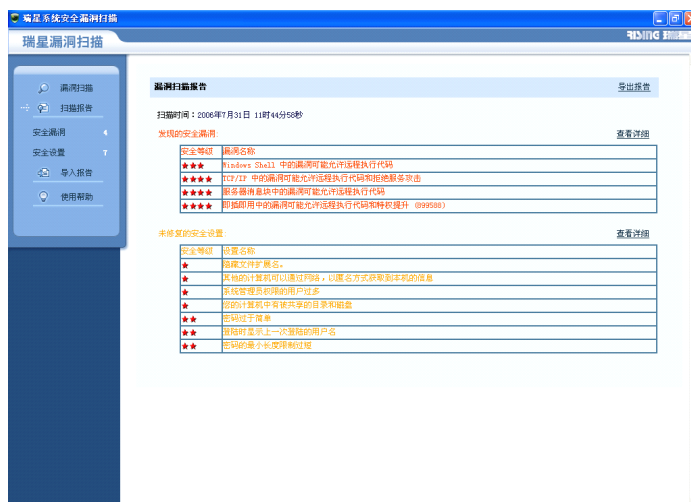 瑞星系统安全漏洞扫描
瑞星漏洞扫描
RISING 瑞星
漏洞扫描
扫描报告
安全漏洞 4
安全设置 7
导入报告
使用帮助
漏洞扫描报告 导出报告
扫描时间：2006年7月31日 11时44分58秒
发现的安全漏洞: 查看详细
安全等级 漏洞名称
★★★ Windows Shell 中的漏洞可能允许远程执行代码
★★★★ TCP/IP 中的漏洞可能允许远程执行代码和拒绝服务攻击
★★★★ 服务器消息块中的漏洞可能允许远程执行代码
★★★★ 即插即用中的漏洞可能允许远程执行代码和特权提升 (899588)
未修复的安全设置: 查看详细
安全等级 设置名称
★ 隐藏文件扩展名。
★ 其他的计算机可以通过网络，以匿名方式获取到本机的信息
★ 系统管理员权限的用户过多
★ 您的计算机中有被共享的目录和磁盘
★★ 密码过于简单
★★ 登陆时显示上一次登陆的用户名
★★ 密码的最小长度限制过短